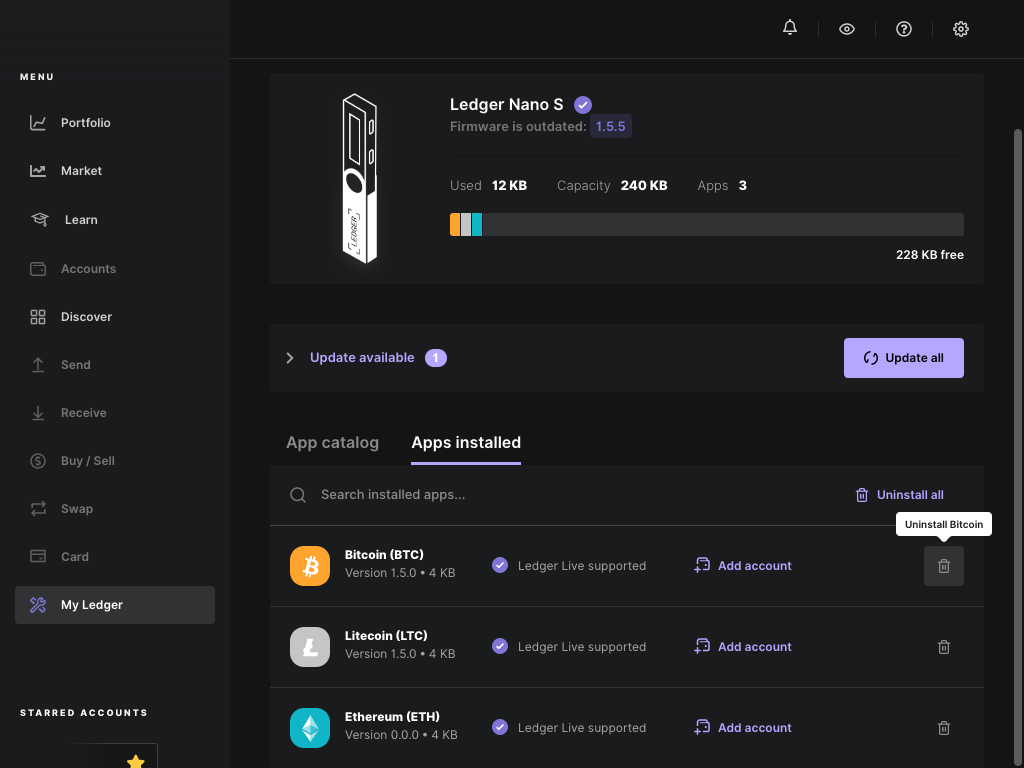 MENU
Portfolio
Market
Learn
Accounts
Discover
Send
Receive
Buy / Sell
Swap
Card
My Ledger
STARRED ACCOUNTS
LEDGER
Ledger Nano S
Firmware is outdated: 1.5.5
Used 12 KB Capacity 240 KB Apps 3
228 KB free
Update available 1
Update all
App catalog Apps installed
Search installed apps...
Uninstall all
Uninstall Bitcoin
Bitcoin (BTC)
Version 1.5.0 • 4 KB
Ledger Live supported
Add account
Litecoin (LTC)
Version 1.5.0 • 4 KB
Ledger Live supported
Add account
Ethereum (ETH)
Version 0.0.0 • 4 KB
Ledger Live supported
Add account